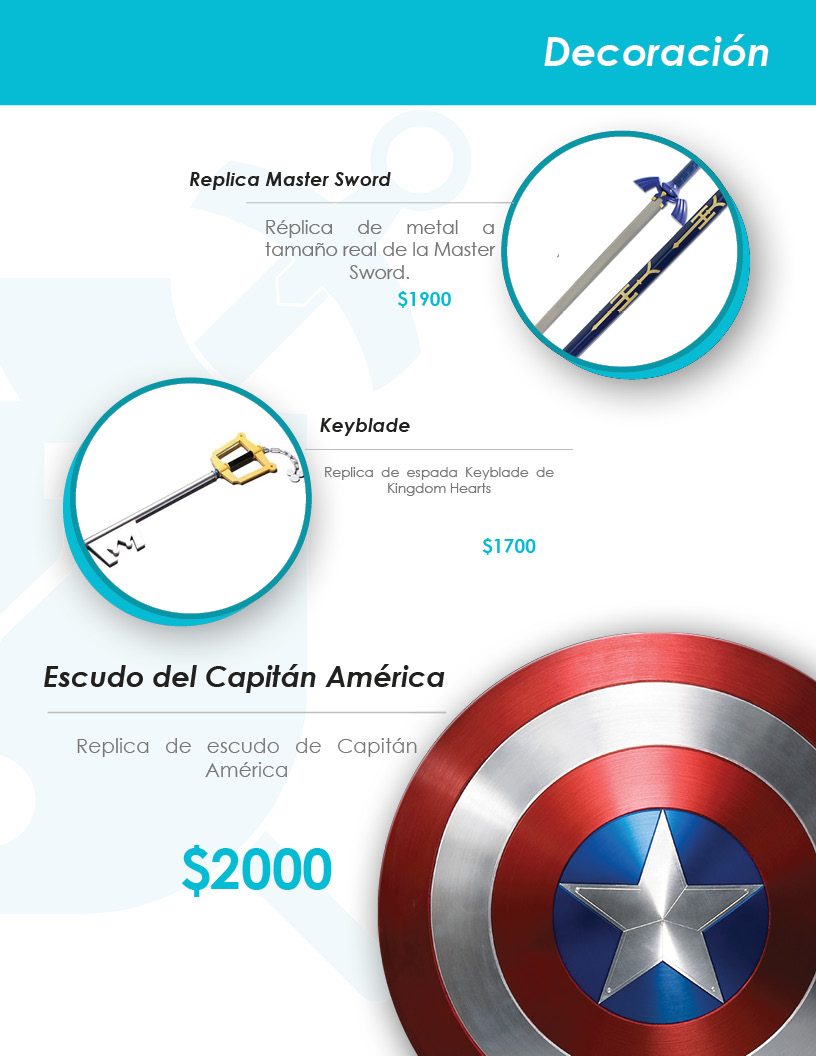 Decoración
Replica Master Sword
Réplica de metal a
tamaño real de la Master
Sword.
$1900
Keyblade
Replica de espada Keyblade de
Kingdom Hearts
$1700
Escudo del Capitán América
Replica de escudo de Capitán
América
$2000